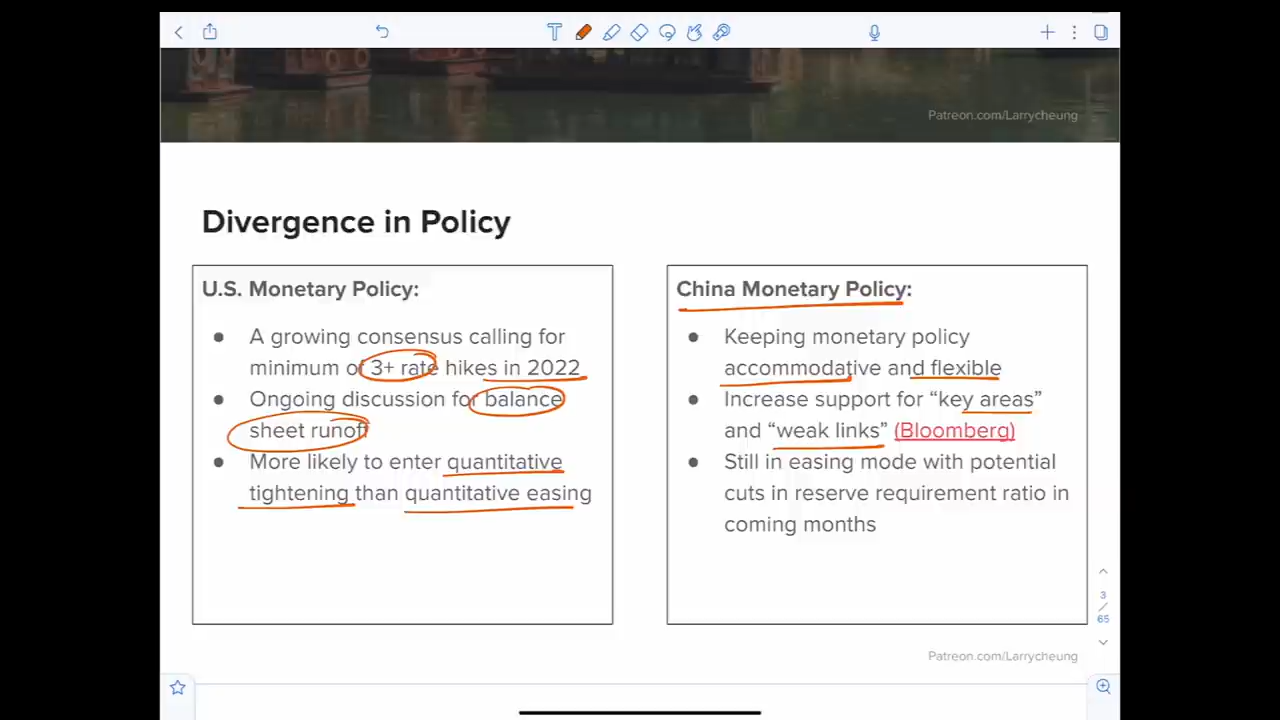 Patreon.com/Larrycheung
Divergence in Policy
U.S. Monetary Policy:
● A growing consensus calling for
minimum of 3+ rate hikes in 2022
● Ongoing discussion for balance
sheet runoff
● More likely to enter quantitative
tightening than quantitative easing
China Monetary Policy:
● Keeping monetary policy
accommodative and flexible
● Increase support for “key areas”
and “weak links” (Bloomberg)
● Still in easing mode with potential
cuts in reserve requirement ratio in
coming months
3
/
65
Patreon.com/Larrycheung